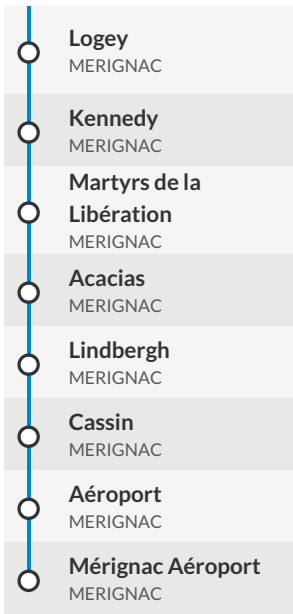 Logey
MERIGNAC
Kennedy
MERIGNAC
Martyrs de la
Libération
MERIGNAC
Acacias
MERIGNAC
Lindbergh
MERIGNAC
Cassin
MERIGNAC
Aéroport
MERIGNAC
Mérignac Aéroport
MERIGNAC